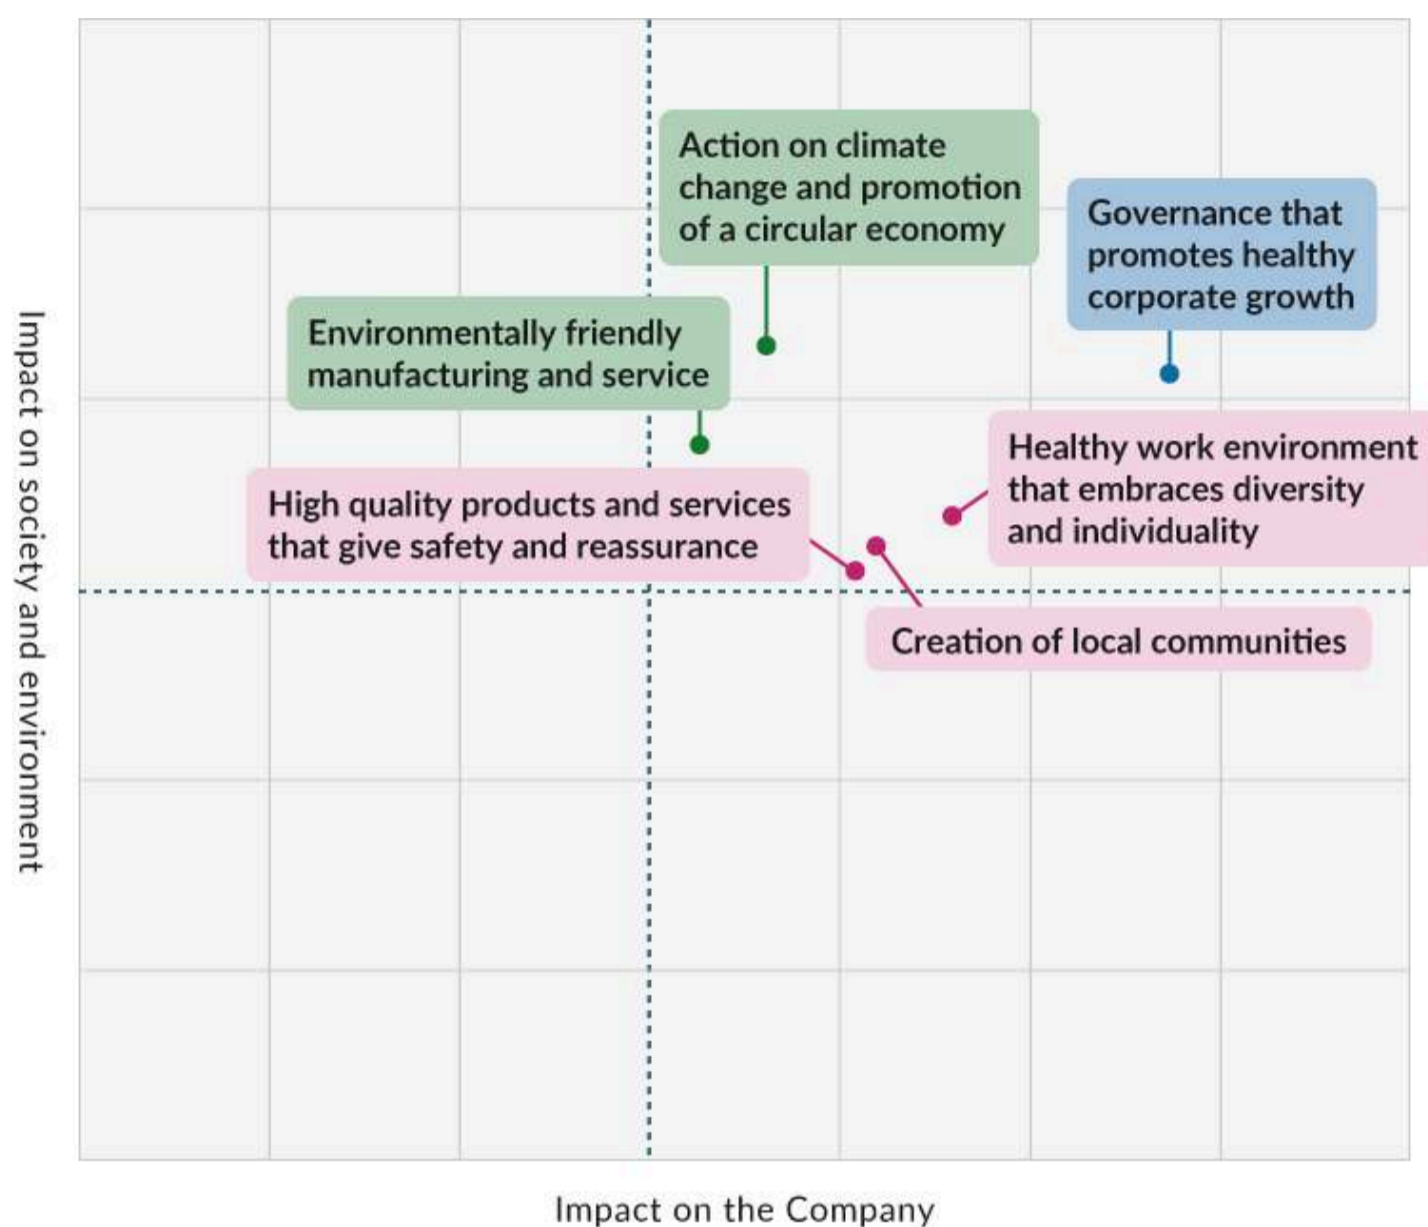 Action on climate
change and promotion
of a circular economy
Governance that
promotes healthy
corporate growth
Environmentally friendly
manufacturing and service
Healthy work environment
that embraces diversity
and individuality
High quality products and services
that give safety and reassurance
Creation of local communities
Impact on society and environment
Impact on the Company